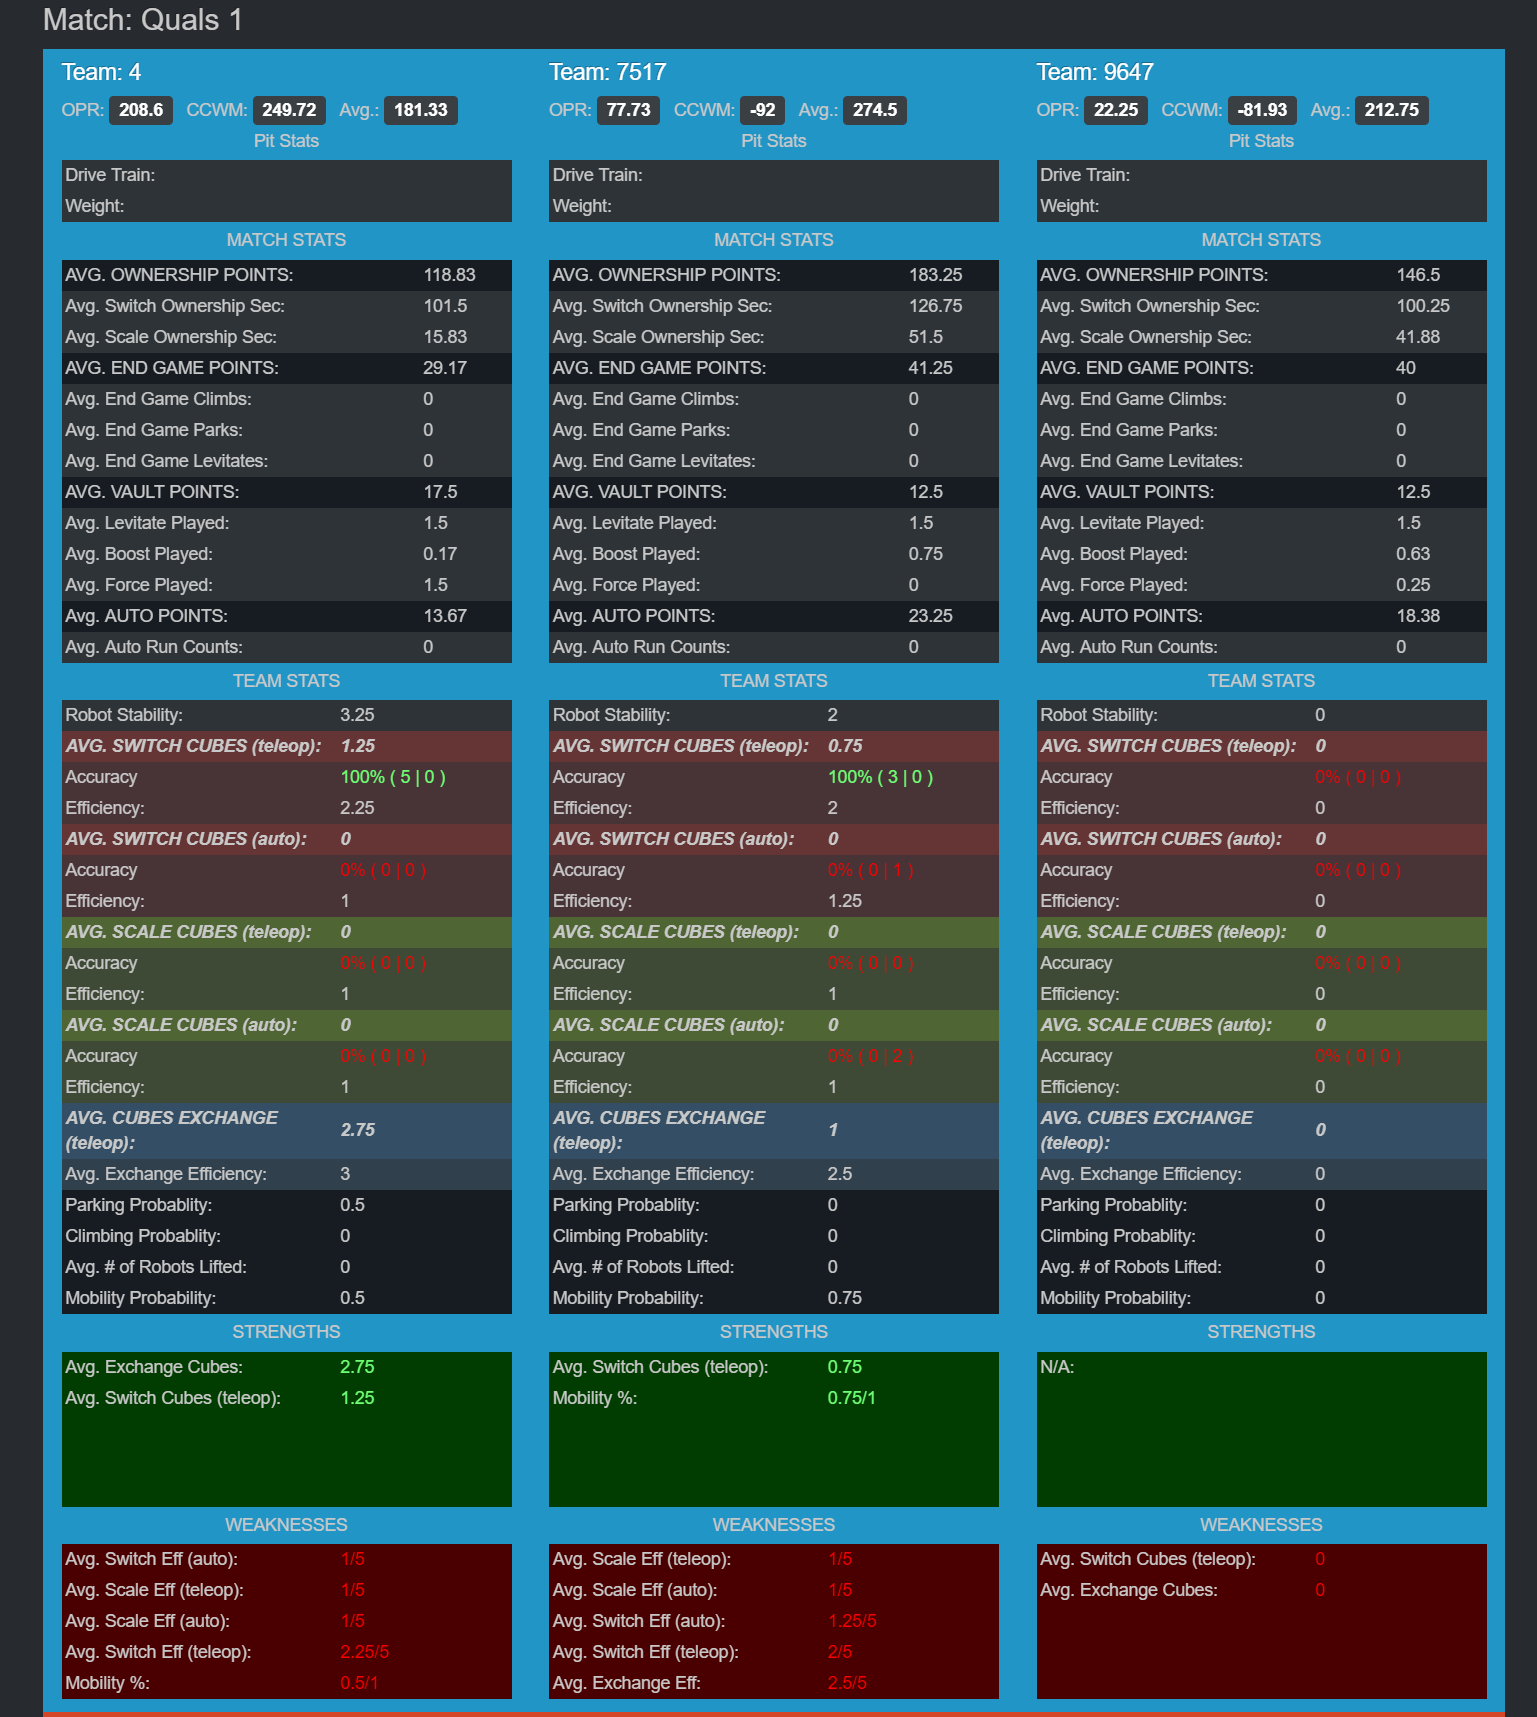 Match: Quals 1
Team: 4
OPR: 208.6 CCWM: 249.72 Avg.: 181.33
Pit Stats
Drive Train:
Weight:
MATCH STATS
AVG. OWNERSHIP POINTS: 118.83
Avg. Switch Ownership Sec: 101.5
Avg. Scale Ownership Sec: 15.83
AVG. END GAME POINTS: 29.17
Avg. End Game Climbs: 0
Avg. End Game Parks: 0
Avg. End Game Levitates: 0
AVG. VAULT POINTS: 17.5
Avg. Levitate Played: 1.5
Avg. Boost Played: 0.17
Avg. Force Played: 1.5
Avg. AUTO POINTS: 13.67
Avg. Auto Run Counts: 0
TEAM STATS
Robot Stability: 3.25
AVG. SWITCH CUBES (teleop): 1.25
Accuracy 100% ( 5 | 0 )
Efficiency: 2.25
AVG. SWITCH CUBES (auto): 0
Accuracy 0% ( 0 | 0 )
Efficiency: 1
AVG. SCALE CUBES (teleop): 0
Accuracy 0% ( 0 | 0 )
Efficiency: 1
AVG. SCALE CUBES (auto): 0
Accuracy 0% ( 0 | 0 )
Efficiency: 1
AVG. CUBES EXCHANGE
(teleop): 2.75
Avg. Exchange Efficiency: 3
Parking Probablity: 0.5
Climbing Probablity: 0
Avg. # of Robots Lifted: 0
Mobility Probability: 0.5
STRENGTHS
Avg. Exchange Cubes: 2.75
Avg. Switch Cubes (teleop): 1.25
WEAKNESSES
Avg. Switch Eff (auto): 1/5
Avg. Scale Eff (teleop): 1/5
Avg. Scale Eff (auto): 1/5
Avg. Switch Eff (teleop): 2.25/5
Mobility %: 0.5/1
Team: 7517
OPR: 77.73 CCWM: -92 Avg.: 274.5
Pit Stats
Drive Train:
Weight:
MATCH STATS
AVG. OWNERSHIP POINTS: 183.25
Avg. Switch Ownership Sec: 126.75
Avg. Scale Ownership Sec: 51.5
AVG. END GAME POINTS: 41.25
Avg. End Game Climbs: 0
Avg. End Game Parks: 0
Avg. End Game Levitates: 0
AVG. VAULT POINTS: 12.5
Avg. Levitate Played: 1.5
Avg. Boost Played: 0.75
Avg. Force Played: 0
Avg. AUTO POINTS: 23.25
Avg. Auto Run Counts: 0
TEAM STATS
Robot Stability: 2
AVG. SWITCH CUBES (teleop): 0.75
Accuracy 100% ( 3 | 0 )
Efficiency: 2
AVG. SWITCH CUBES (auto): 0
Accuracy 0% ( 0 | 1 )
Efficiency: 1.25
AVG. SCALE CUBES (teleop): 0
Accuracy 0% ( 0 | 0 )
Efficiency: 1
AVG. SCALE CUBES (auto): 0
Accuracy 0% ( 0 | 2 )
Efficiency: 1
AVG. CUBES EXCHANGE
(teleop): 1
Avg. Exchange Efficiency: 2.5
Parking Probablity: 0
Climbing Probablity: 0
Avg. # of Robots Lifted: 0
Mobility Probability: 0.75
STRENGTHS
Avg. Switch Cubes (teleop): 0.75
Mobility %: 0.75/1
WEAKNESSES
Avg. Scale Eff (teleop): 1/5
Avg. Scale Eff (auto): 1/5
Avg. Switch Eff (auto): 1.25/5
Avg. Switch Eff (teleop): 2/5
Avg. Exchange Eff: 2.5/5
Team: 9647
OPR: 22.25 CCWM: -81.93 Avg.: 212.75
Pit Stats
Drive Train:
Weight:
MATCH STATS
AVG. OWNERSHIP POINTS: 146.5
Avg. Switch Ownership Sec: 100.25
Avg. Scale Ownership Sec: 41.88
AVG. END GAME POINTS: 40
Avg. End Game Climbs: 0
Avg. End Game Parks: 0
Avg. End Game Levitates: 0
AVG. VAULT POINTS: 12.5
Avg. Levitate Played: 1.5
Avg. Boost Played: 0.63
Avg. Force Played: 0.25
Avg. AUTO POINTS: 18.38
Avg. Auto Run Counts: 0
TEAM STATS
Robot Stability: 0
AVG. SWITCH CUBES (teleop): 0
Accuracy 0% ( 0 | 0 )
Efficiency: 0
AVG. SWITCH CUBES (auto): 0
Accuracy 0% ( 0 | 0 )
Efficiency: 0
AVG. SCALE CUBES (teleop): 0
Accuracy 0% ( 0 | 0 )
Efficiency: 0
AVG. SCALE CUBES (auto): 0
Accuracy 0% ( 0 | 0 )
Efficiency: 0
AVG. CUBES EXCHANGE
(teleop): 0
Avg. Exchange Efficiency: 0
Parking Probablity: 0
Climbing Probablity: 0
Avg. # of Robots Lifted: 0
Mobility Probability: 0
STRENGTHS
N/A:
WEAKNESSES
Avg. Switch Cubes (teleop): 0
Avg. Exchange Cubes: 0